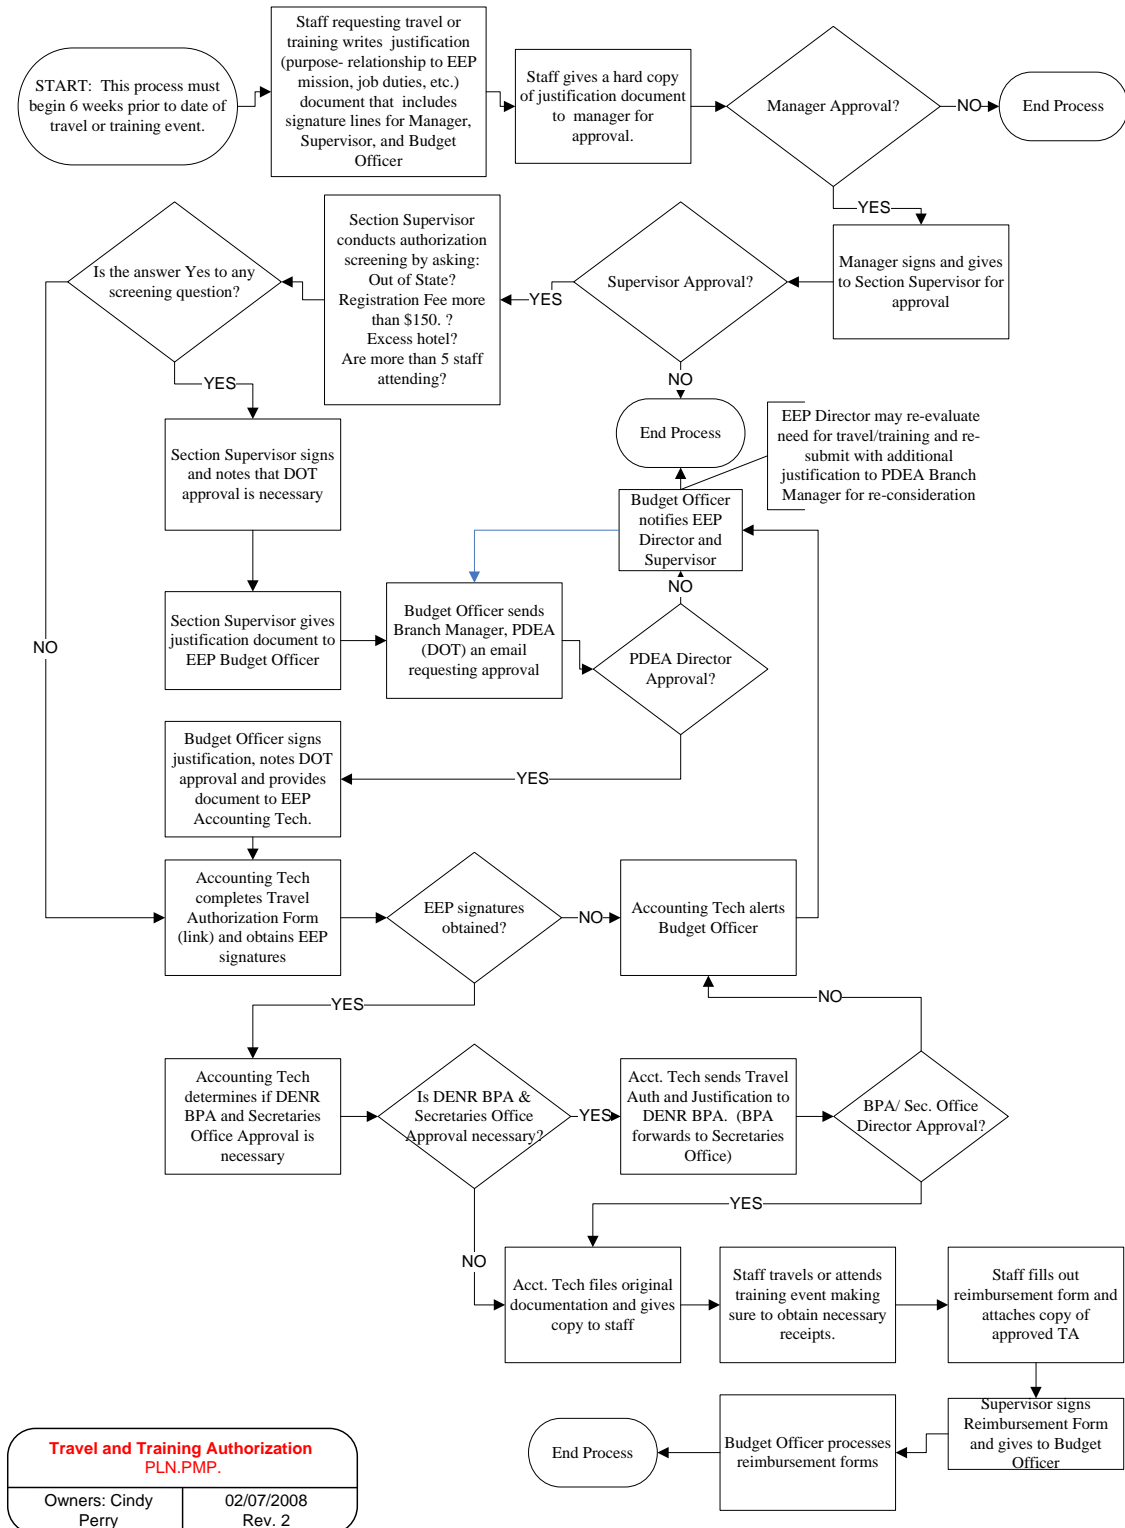 START:  This process must
begin 6 weeks prior to date of
travel or training event.
Staff requesting travel or
training writes justification
(purpose- relationship to EEP
mission, job duties, etc.)
document that  includes
signature lines for Manager,
Supervisor, and Budget
Officer
Staff gives a hard copy
of justification document
to  manager for
approval.
Manager Approval?
NO
End Process
YES
Manager signs and gives
to Section Supervisor for
approval
Supervisor Approval?
YES
NO
End Process
Section Supervisor
conducts authorization
screening by asking:
Out of State?
Registration Fee more
than $150. ?
Excess hotel?
Are more than 5 staff
attending?
Is the answer Yes to any
screening question?
YES
NO
Section Supervisor signs
and notes that DOT
approval is necessary
EEP Director may re-evaluate
need for travel/training and re-
submit with additional
justification to PDEA Branch
Manager for re-consideration
Budget Officer
notifies EEP
Director and
Supervisor
NO
Section Supervisor gives
justification document to
EEP Budget Officer
Budget Officer sends
Branch Manager, PDEA
(DOT) an email
requesting approval
PDEA Director
Approval?
YES
Budget Officer signs
justification, notes DOT
approval and provides
document to EEP
Accounting Tech.
Accounting Tech
completes Travel
Authorization Form
(link) and obtains EEP
signatures
EEP signatures
obtained?
NO
Accounting Tech alerts
Budget Officer
YES
NO
Accounting Tech
determines if DENR
BPA and Secretaries
Office Approval is
necessary
Is DENR BPA &
Secretaries Office
Approval necessary?
YES
Acct. Tech sends Travel
Auth and Justification to
DENR BPA.  (BPA
forwards to Secretaries
Office)
BPA/ Sec. Office
Director Approval?
YES
NO
Acct. Tech files original
documentation and gives
copy to staff
Staff travels or attends
training event making
sure to obtain necessary
receipts.
Staff fills out
reimbursement form and
attaches copy of
approved TA
Supervisor signs
Reimbursement Form
and gives to Budget
Officer
Budget Officer processes
reimbursement forms
End Process
Travel and Training Authorization
PLN.PMP.
Owners: Cindy
Perry
02/07/2008
Rev. 2